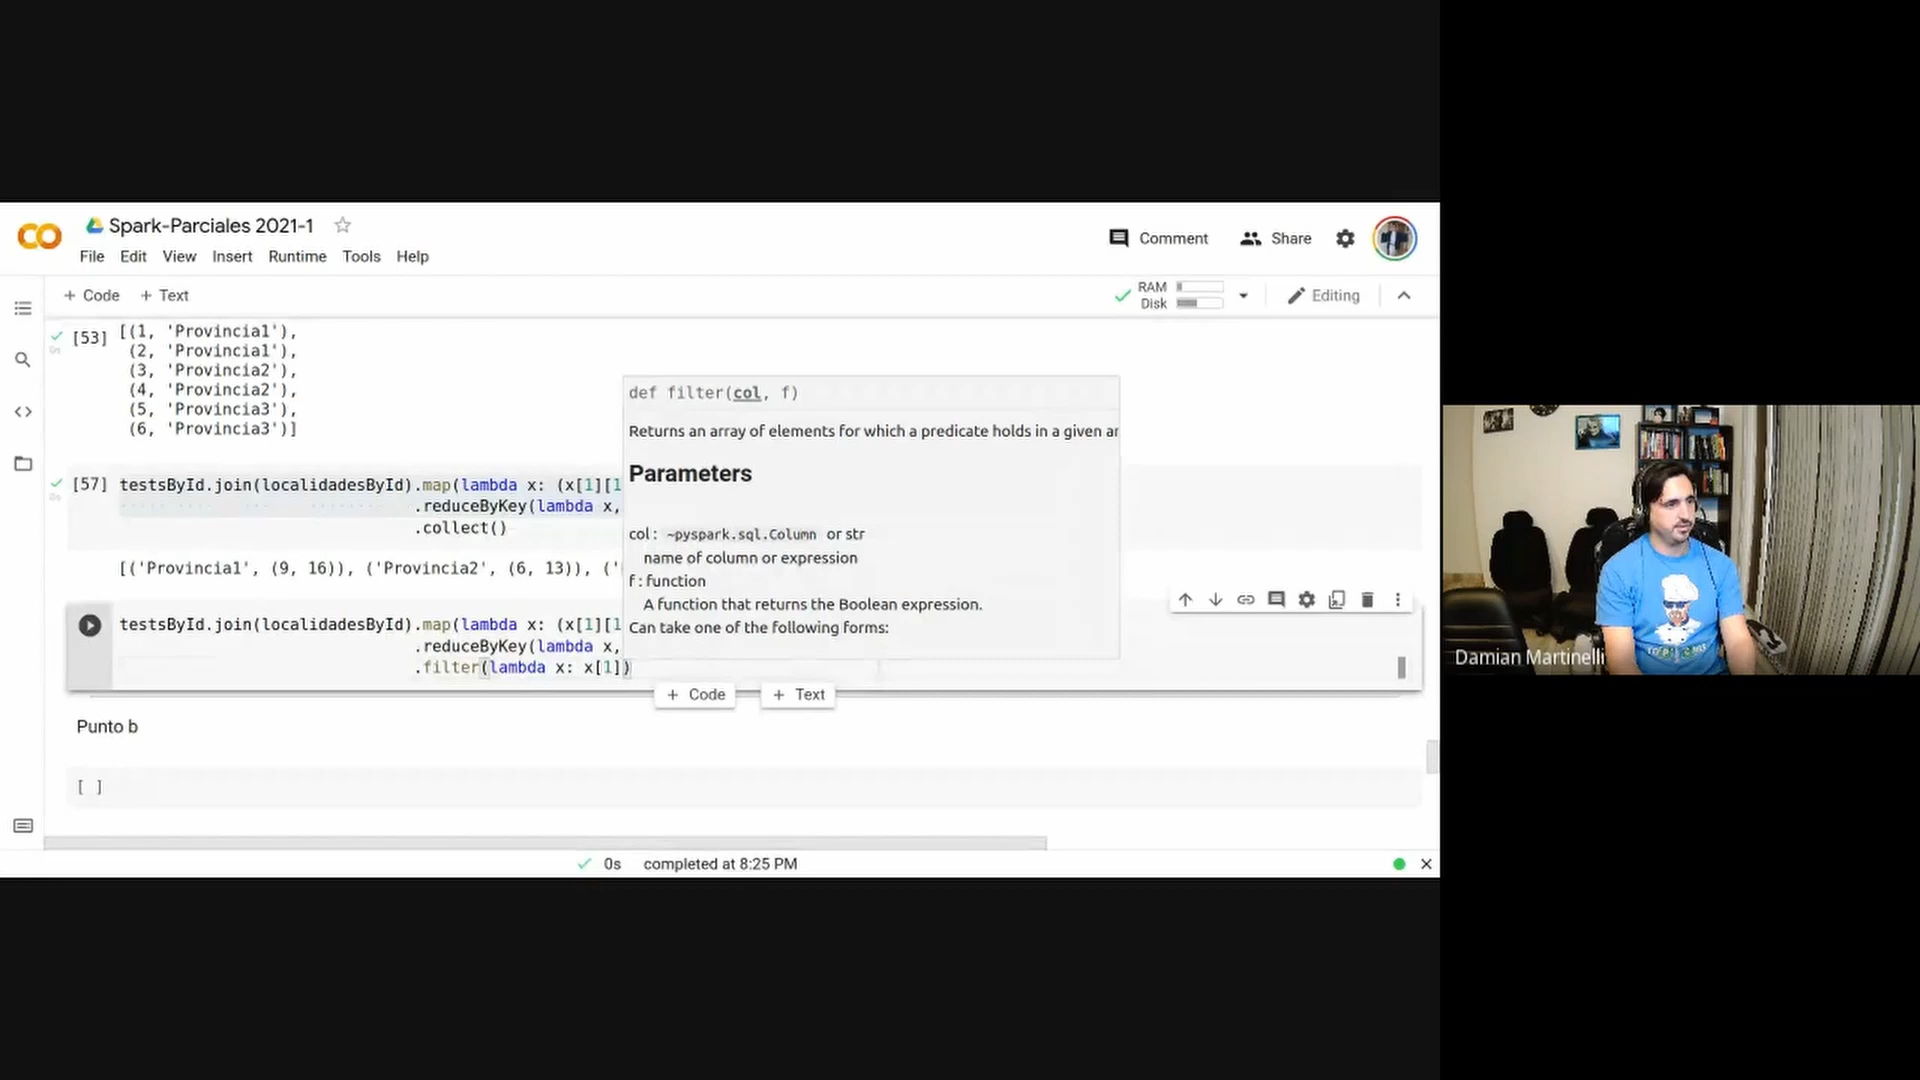 Spark-Parciales 2021-1
File Edit View Insert Runtime Tools Help
Comment Share
+ Code + Text
RAM
Disk
Editing
[53] [(1, 'Provincia1'),
(2, 'Provincia1'),
(3, 'Provincia2'),
(4, 'Provincia2'),
(5, 'Provincia3'),
(6, 'Provincia3')]
def filter(col, f)
Returns an array of elements for which a predicate holds in a given ar
Parameters
col : ~pyspark.sql.Column or str
name of column or expression
f : function
A function that returns the Boolean expression.
Can take one of the following forms:
[57] testsById.join(localidadesById).map(lambda x: (x[1][1
.reduceByKey(lambda x,
.collect()
[('Provincia1', (9, 16)), ('Provincia2', (6, 13)), ('
testsById.join(localidadesById).map(lambda x: (x[1][1
.reduceByKey(lambda x,
.filter(lambda x: x[1])
+ Code + Text
Punto b
[ ]
0s completed at 8:25 PM
Damian Martinelli